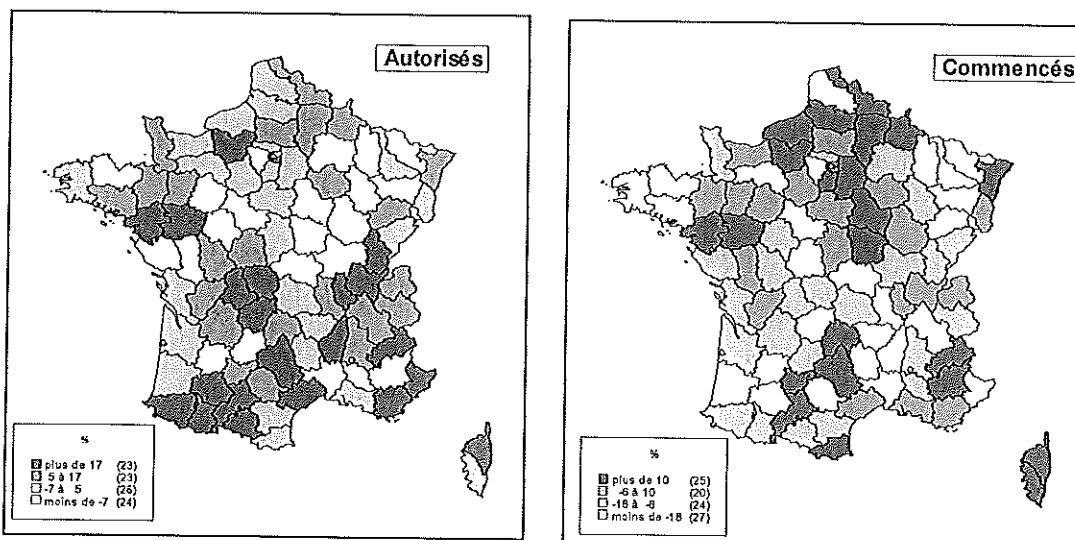 Autorisés
%
plus de 17 (23)
5 à 17 (23)
-7 à 5 (26)
moins de -7 (24)
Commencés
%
plus de 10 (25)
-6 à 10 (20)
-18 à -6 (24)
moins de -18 (27)